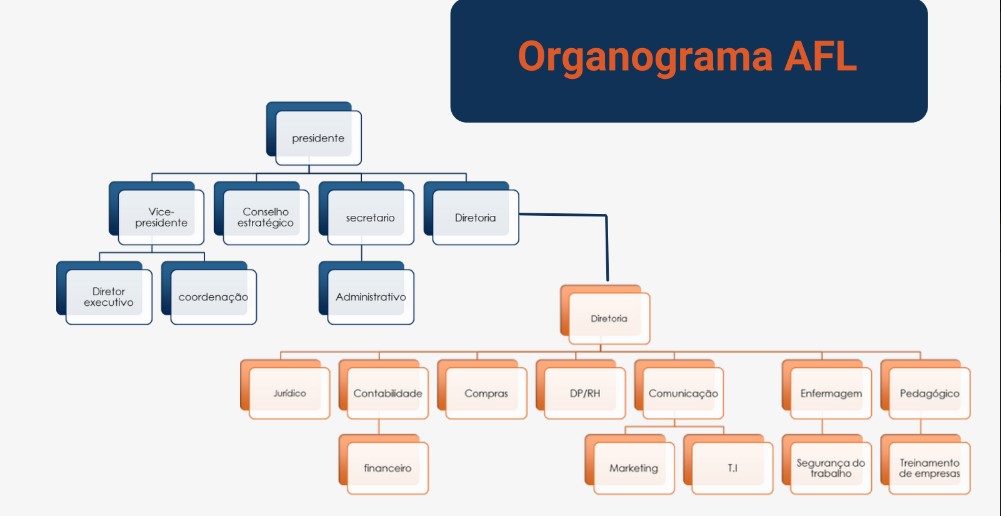 Organograma AFL
presidente
Vice-
presidente
Conselho
estratégico
secretario
Diretoria
Diretor
executivo
coordenação
Administrativo
Diretoria
Jurídico
Contabilidade
Compras
DP/RH
Comunicação
Enfermagem
Pedagógico
financeiro
Marketing
T.I
Segurança do
trabalho
Treinamento
de empresas